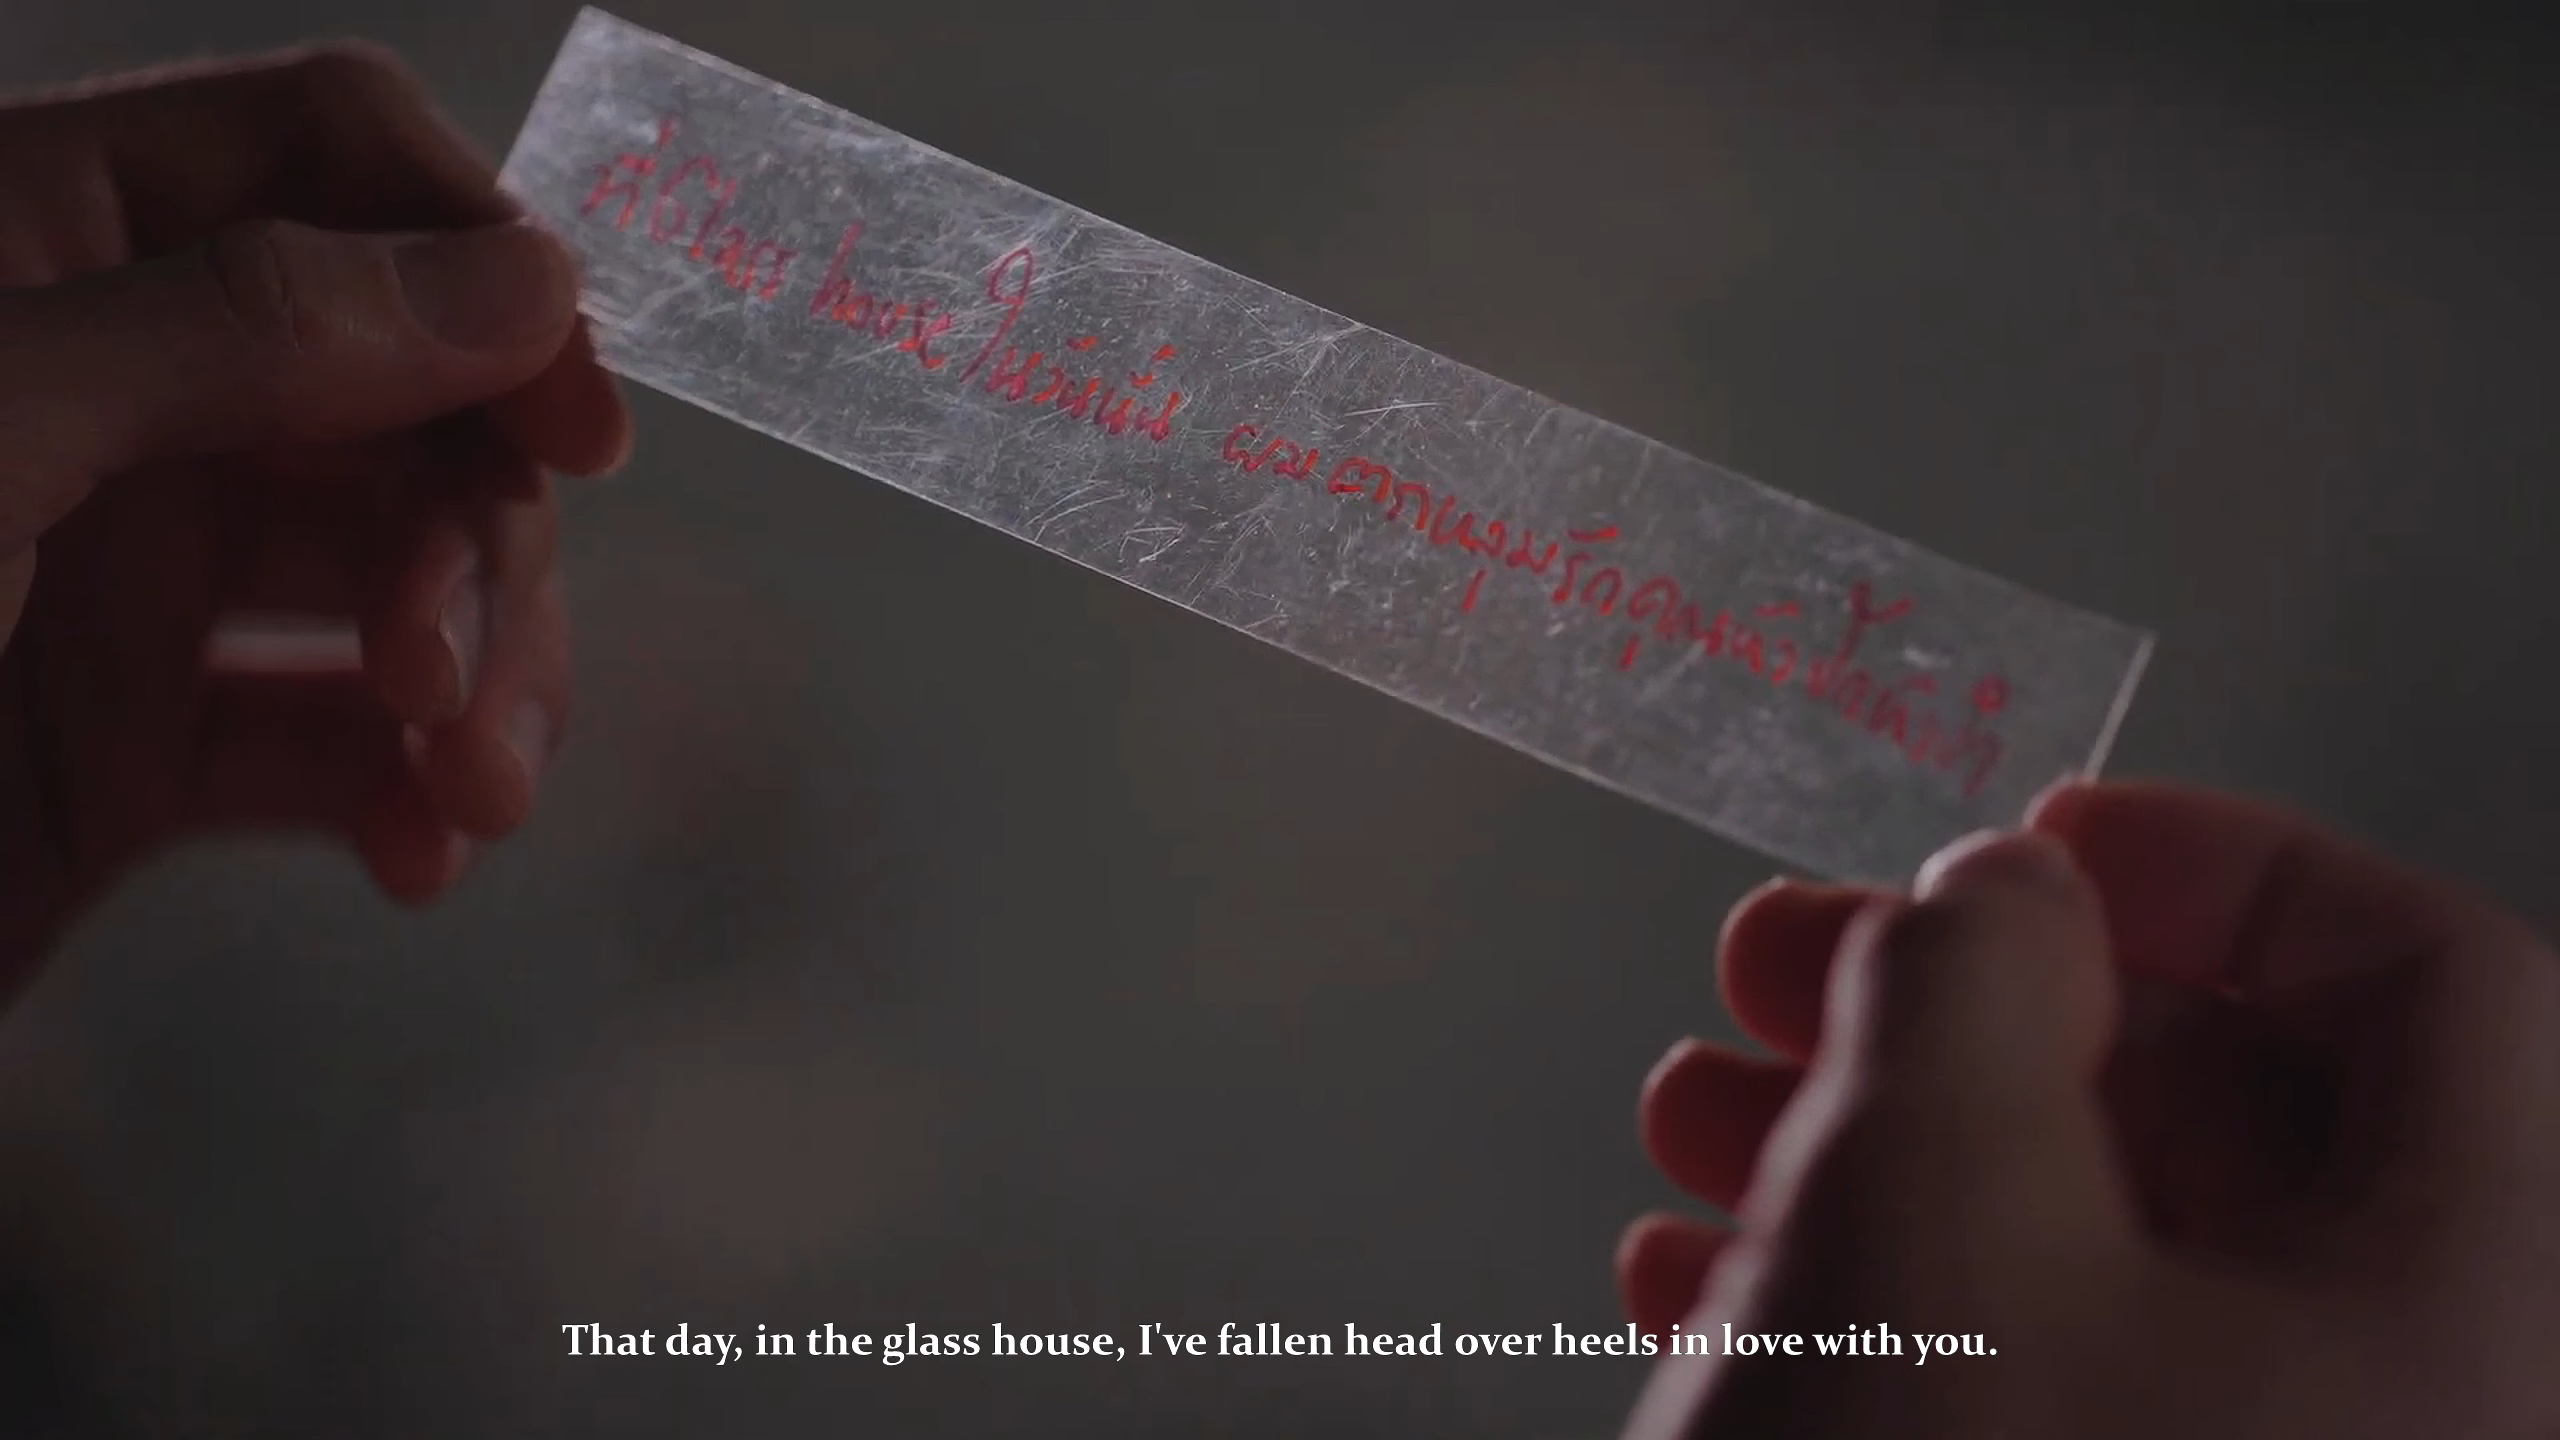 ที่ Glass house ในวันนั้น ผมตกหลุมรักคุณหัวปักหัวปำ
That day, in the glass house, I've fallen head over heels in love with you.